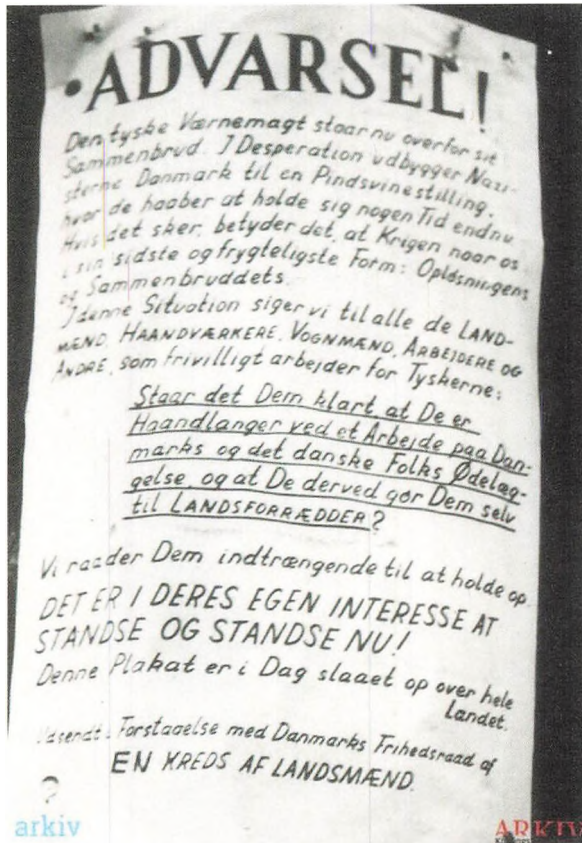 • ADVARSEL!
Den tyske Værnemagt staar nu overfor sit
Sammenbrud. I Desperation udbygger Nazi-
sterne Danmark til en Pindsvinestilling,
hvor de haaber at holde sig nogen Tid endnu.
Hvis det sker, betyder det, at Krigen naar os
i sin sidste og frygteligste Form: Opløsningens
og Sammenbruddets.
I denne Situation siger vi til alle de LAND-
MÆND, HAANDVÆRKERE, VOGNMÆND, ARBEJDERE OG
ANDRE, som frivilligt arbejder for Tyskerne:
Staar det Dem klart at De er
Haandlanger ved et Arbejde paa Dan-
marks og det danske Folks Ødelæg-
gelse, og at De derved gør Dem selv
til LANDSFORRÆDDER?
Vi raader Dem indtrængende til at holde op.
DET ER I DERES EGEN INTERESSE AT
STANDSE OG STANDSE NU!
Denne Plakat er i Dag slaaet op over hele
Landet.
Udsendt i Forstaaelse med Danmarks Frihedsraad af
EN KREDS AF LANDSMÆND.
?
arkiv
ARKIV